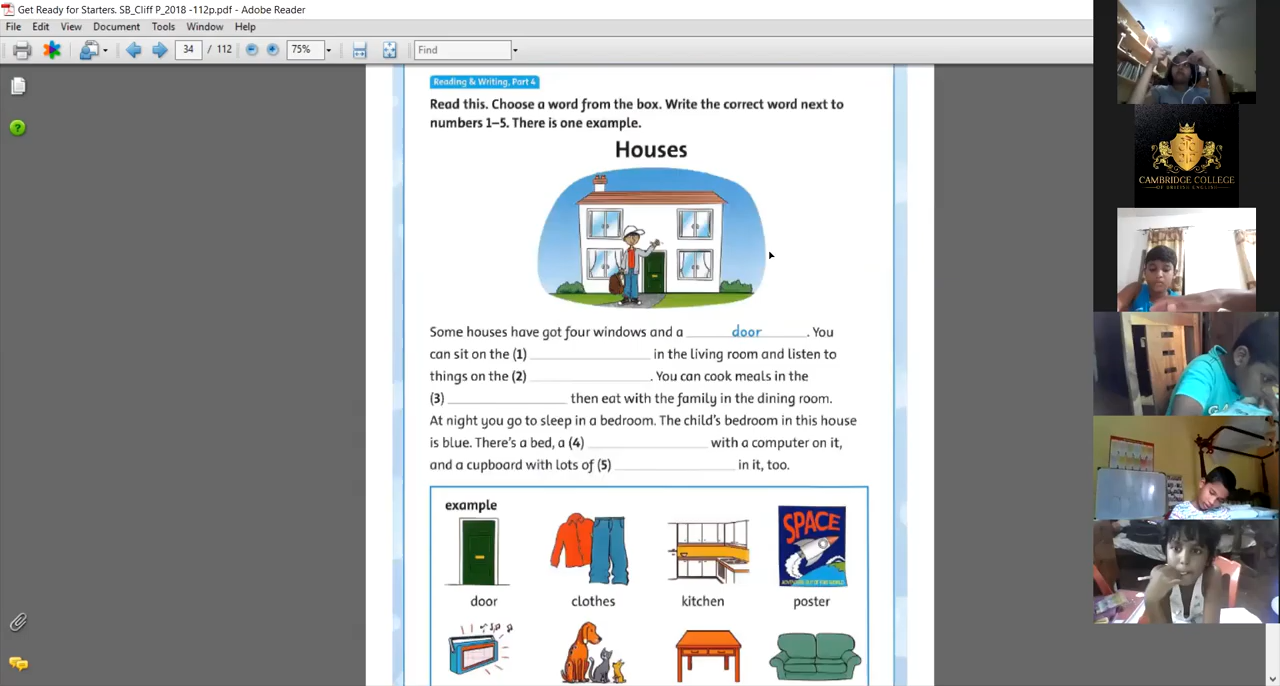 Get Ready for Starters. SB_Cliff P_2018 -112p.pdf - Adobe Reader
File Edit View Document Tools Window Help
34 / 112 75% Find
Reading & Writing, Part 4
Read this. Choose a word from the box. Write the correct word next to
numbers 1–5. There is one example.
Houses
Some houses have got four windows and a door. You
can sit on the (1) in the living room and listen to
things on the (2) . You can cook meals in the
(3) then eat with the family in the dining room.
At night you go to sleep in a bedroom. The child's bedroom in this house
is blue. There's a bed, a (4) with a computer on it,
and a cupboard with lots of (5) in it, too.
example
SPACE
door clothes kitchen poster
CAMBRIDGE COLLEGE